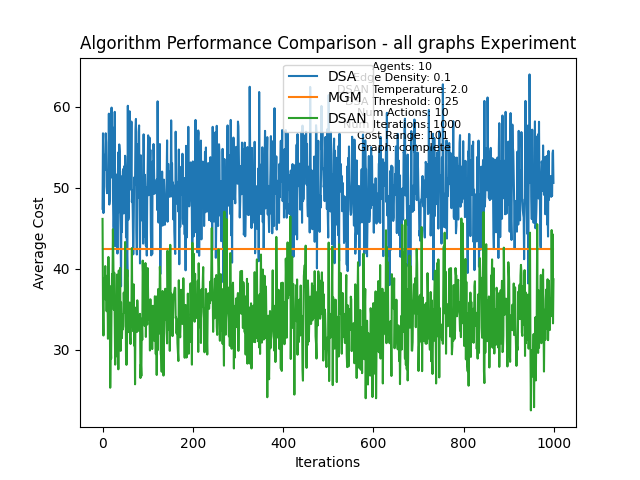 Algorithm Performance Comparison - all graphs Experiment
DSA
MGM
DSAN
Agents: 10
Edge Density: 0.1
DSAN Temperature: 2.0
DSA Threshold: 0.25
Num Actions: 10
Num Iterations: 1000
Cost Range: 101
Graph: complete
Average Cost
60
50
40
30
0 200 400 600 800 1000
Iterations